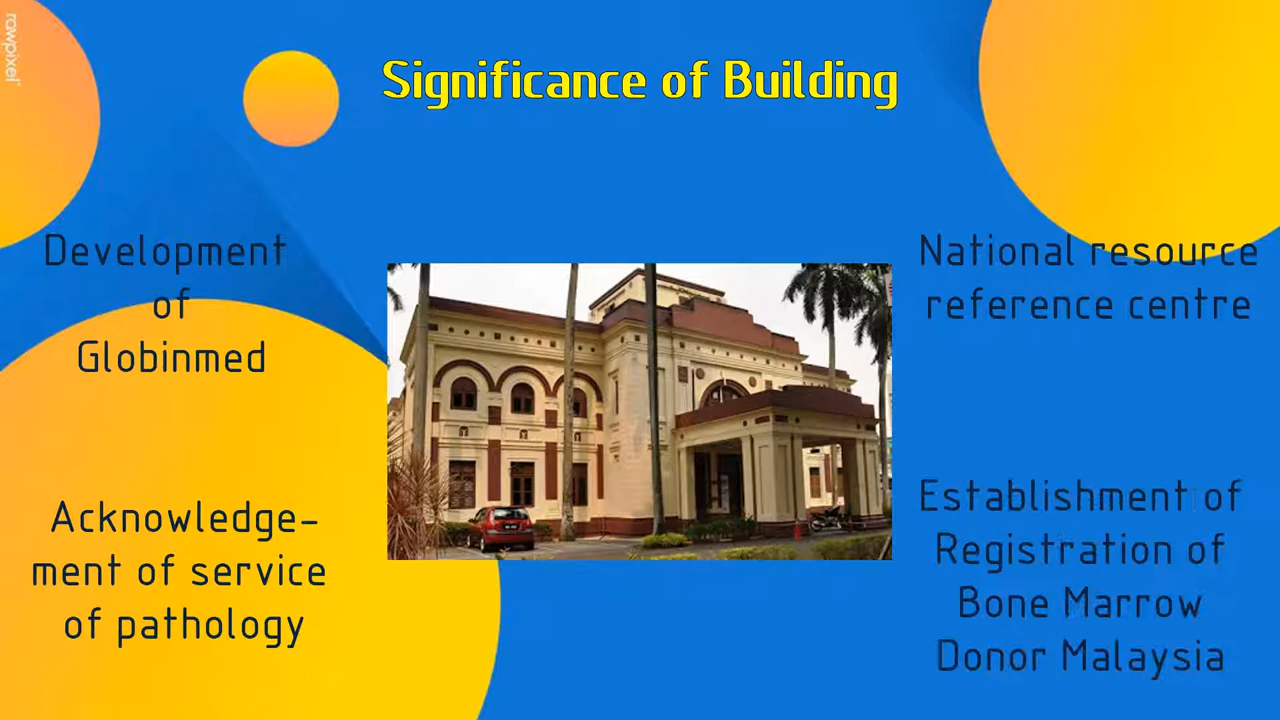 rawpixel
Significance of Building
Development
of
Globinmed
National resource
reference centre
Acknowledge-
ment of service
of pathology
Establishment of
Registration of
Bone Marrow
Donor Malaysia